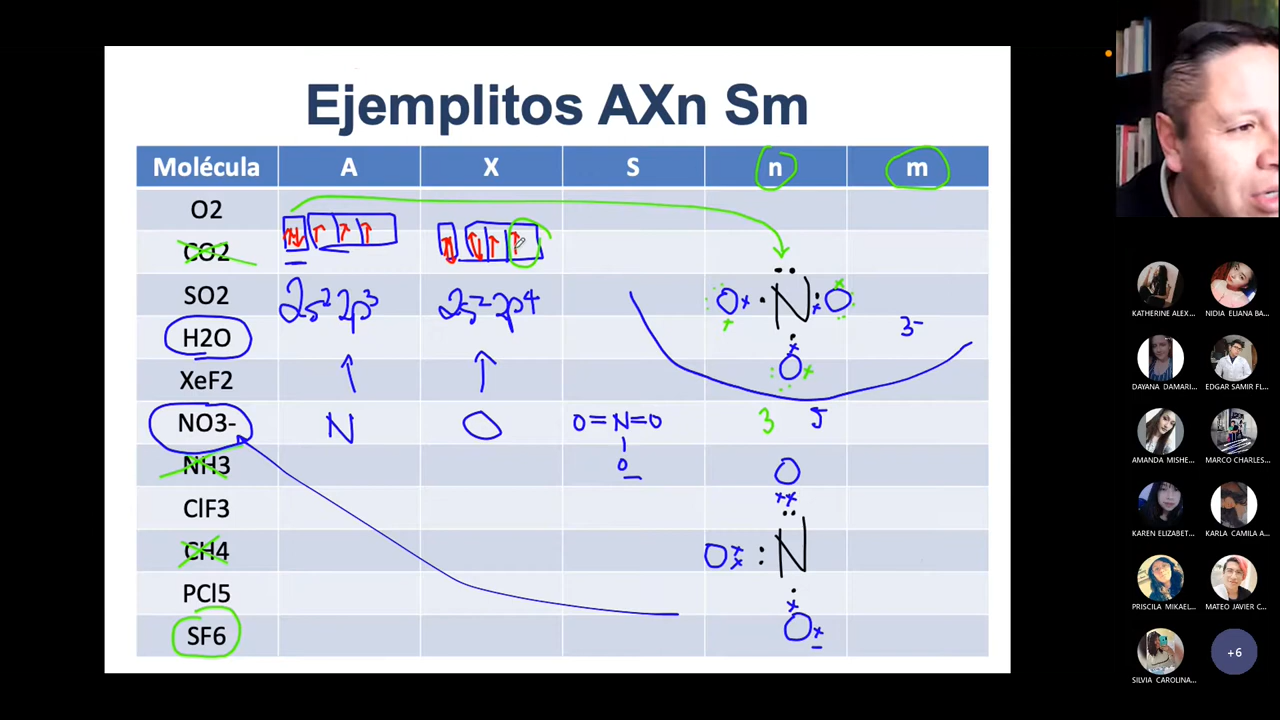 Ejemplitos AXn Sm
Molécula A X S n m
O2
CO2
SO2 2s² 2p³ 2s² 2p⁴ O N O
3-
H2O
O
XeF2
NO3- N O O=N=O 3 5
O
NH3 O
ClF3
N
CH4 O
PCl5
O
SF6
KATHERINE ALEX...
NIDIA ELIANA BA...
DAYANA DAMARI...
EDGAR SAMIR FL...
AMANDA MISHE...
MARCO CHARLES...
KAREN ELIZABET...
KARLA CAMILA A...
PRISCILA MIKAEL...
MATEO JAVIER C...
SILVIA CAROLINA...
+6